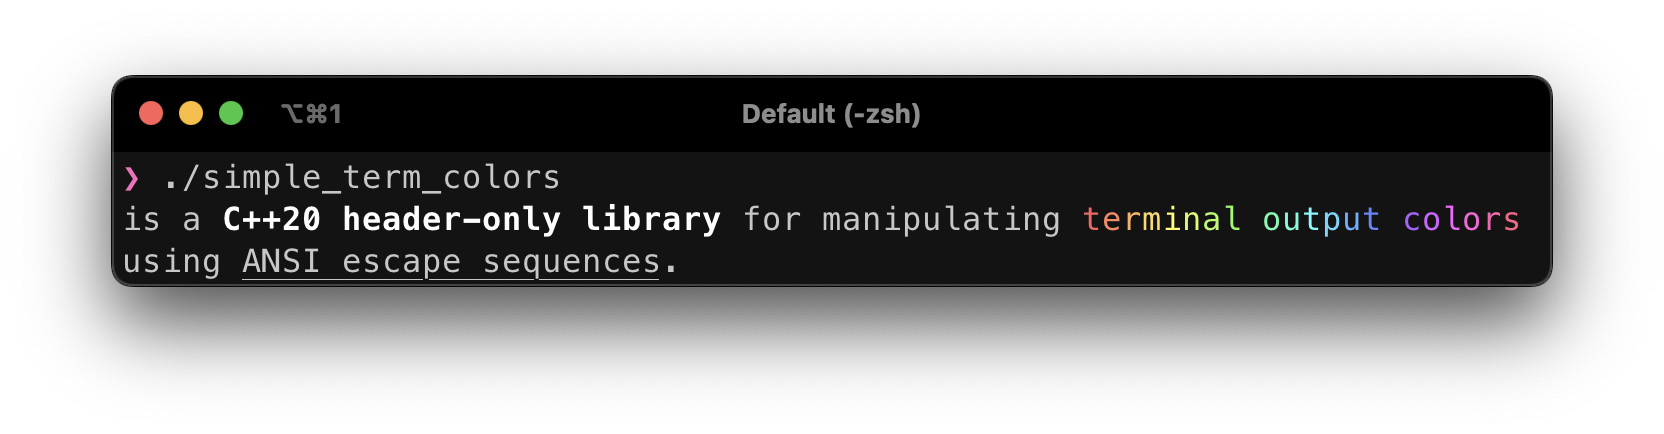 ⌥⌘1 Default (-zsh)
❯ ./simple_term_colors
is a C++20 header-only library for manipulating terminal output colors
using ANSI escape sequences.